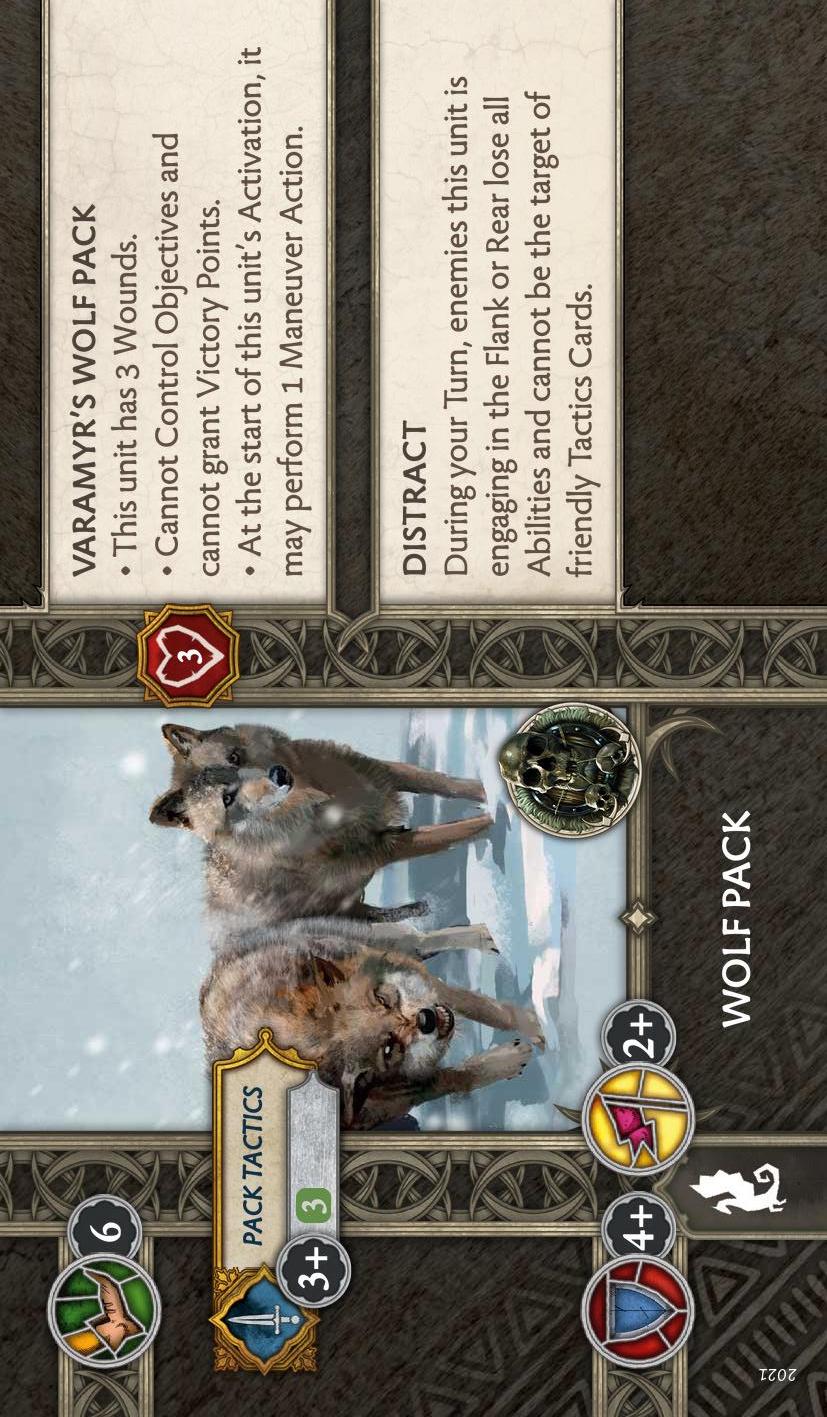 6
PACK TACTICS
3+
3
4+
2+
WOLF PACK
3
VARAMYR'S WOLF PACK
• This unit has 3 Wounds.
• Cannot Control Objectives and
cannot grant Victory Points.
• At the start of this unit's Activation, it
may perform 1 Maneuver Action.
DISTRACT
During your Turn, enemies this unit is
engaging in the Flank or Rear lose all
Abilities and cannot be the target of
friendly Tactics Cards.
2021